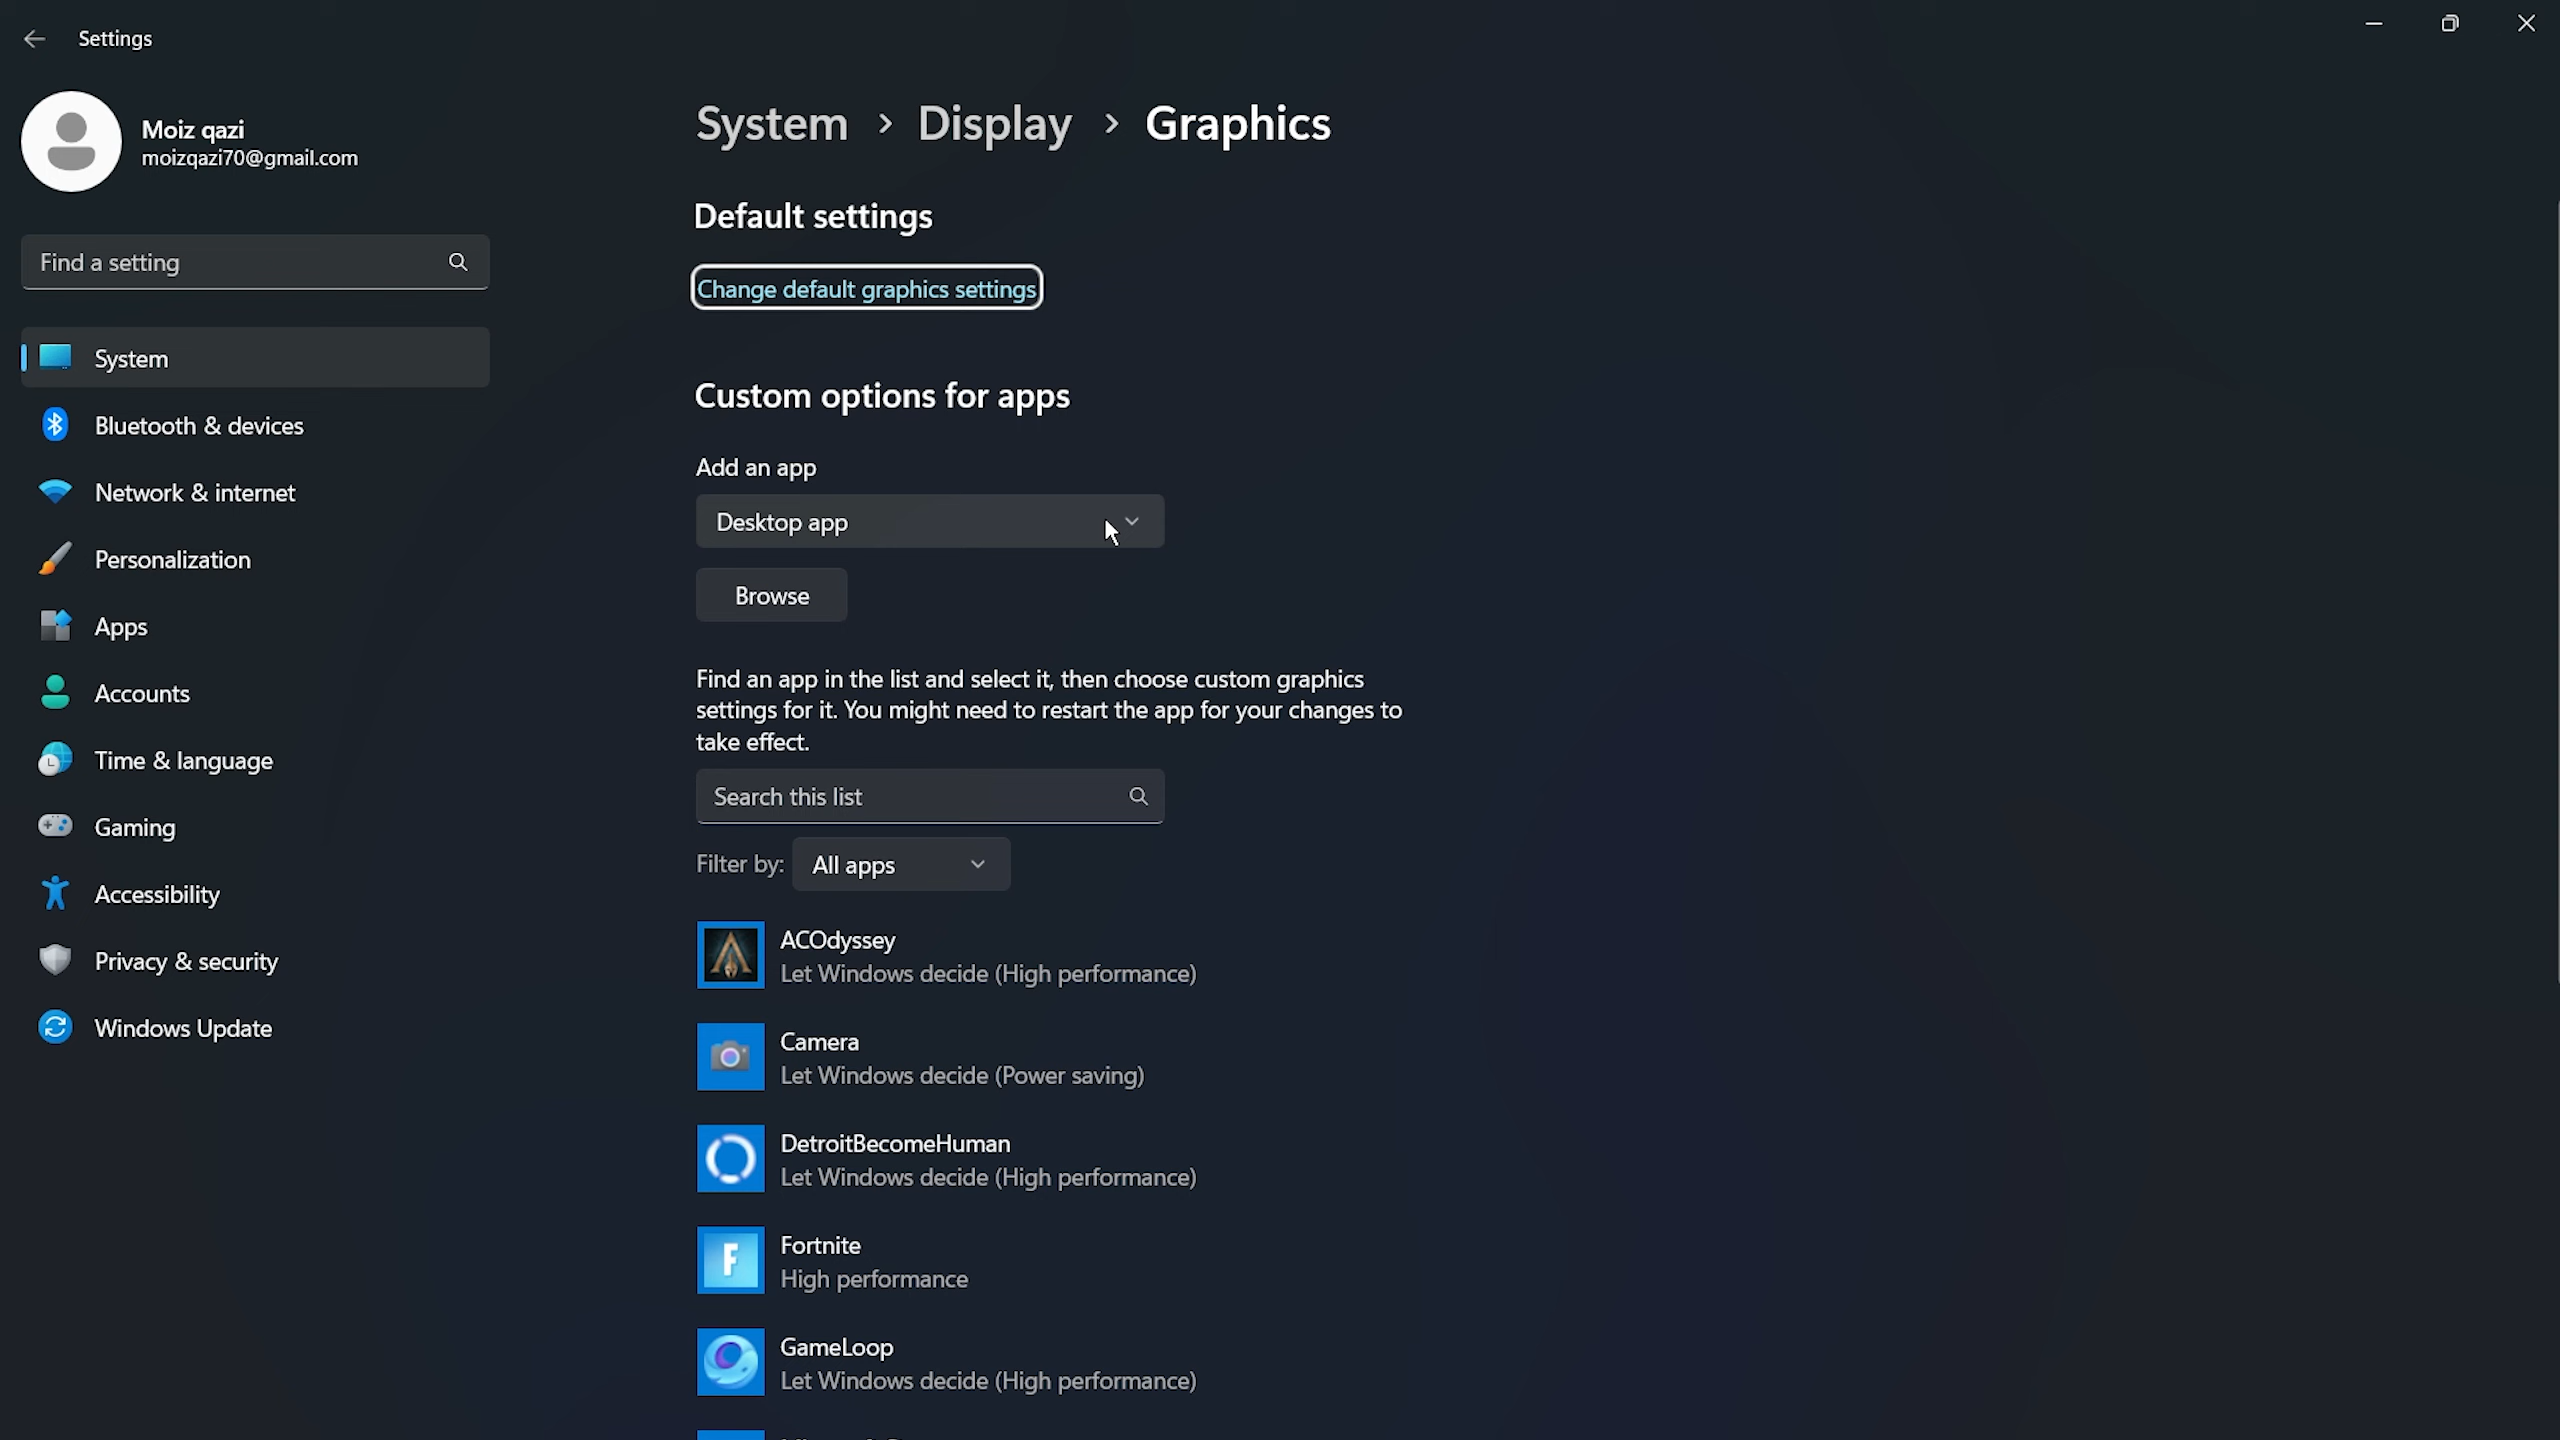 Settings
Moiz qazi
moizqazi70@gmail.com
Find a setting
System
Bluetooth & devices
Network & internet
Personalization
Apps
Accounts
Time & language
Gaming
Accessibility
Privacy & security
Windows Update
System > Display > Graphics
Default settings
Change default graphics settings
Custom options for apps
Add an app
Desktop app
Browse
Find an app in the list and select it, then choose custom graphics
settings for it. You might need to restart the app for your changes to
take effect.
Search this list
Filter by: All apps
ACOdyssey
Let Windows decide (High performance)
Camera
Let Windows decide (Power saving)
DetroitBecomeHuman
Let Windows decide (High performance)
F
Fortnite
High performance
GameLoop
Let Windows decide (High performance)